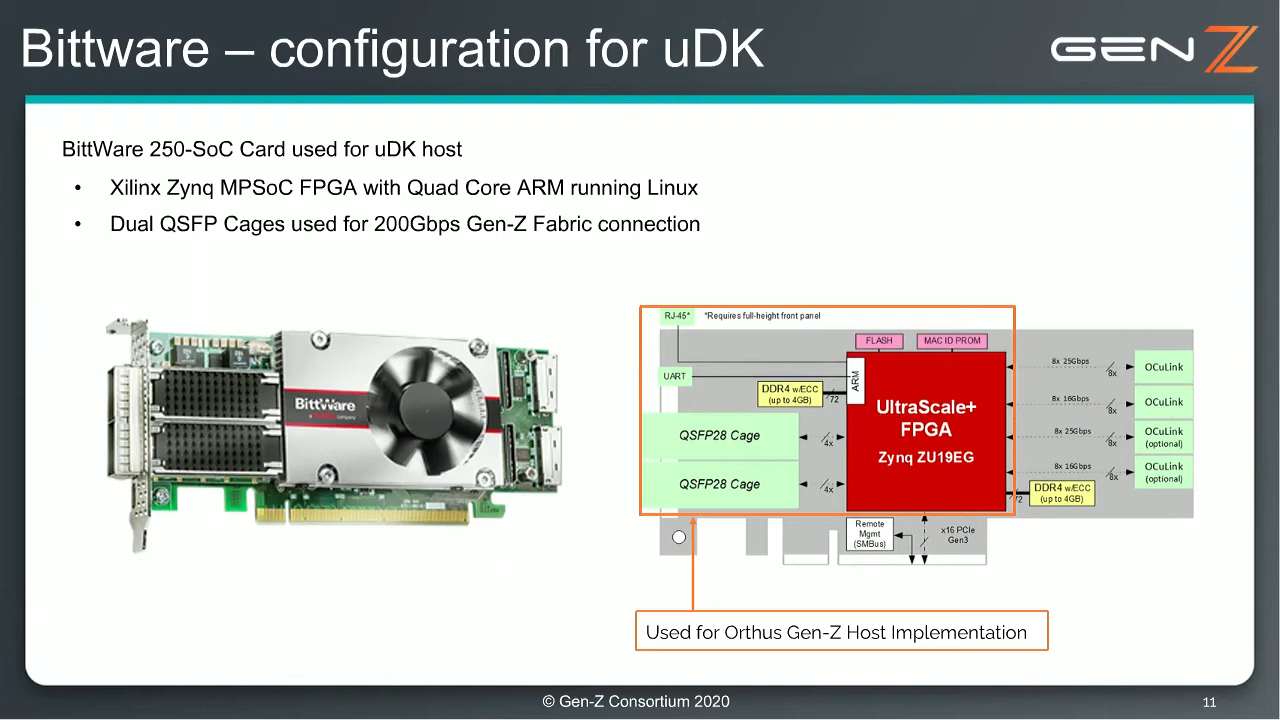 Bittware – configuration for uDK
GEN Z
BittWare 250-SoC Card used for uDK host
• Xilinx Zynq MPSoC FPGA with Quad Core ARM running Linux
• Dual QSFP Cages used for 200Gbps Gen-Z Fabric connection
BittWare
RJ-45*
*Requires full-height front panel
FLASH
MAC ID PROM
UART
ARM
DDR4 w/ECC
(up to 4GB)
72
UltraScale+
FPGA
Zynq ZU19EG
QSFP28 Cage
4x
QSFP28 Cage
4x
8x 25Gbps
8x
OCuLink
8x 16Gbps
8x
OCuLink
8x 25Gbps
8x
OCuLink
(optional)
8x 16Gbps
8x
OCuLink
(optional)
72
DDR4 w/ECC
(up to 4GB)
Remote
Mgmt
(SMBus)
x16 PCIe
Gen3
Used for Orthus Gen-Z Host Implementation
© Gen-Z Consortium 2020
11